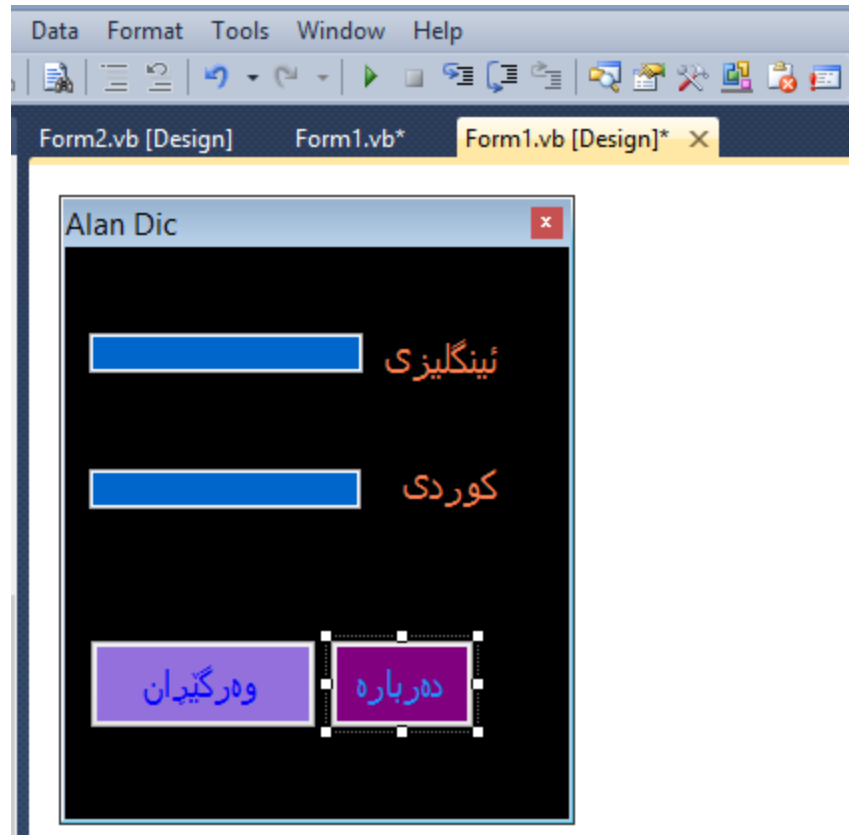 Data Format Tools Window Help
Form2.vb [Design] Form1.vb* Form1.vb [Design]*
Alan Dic
ئینگلیزی
کوردی
وەرگێڕان دەربارە